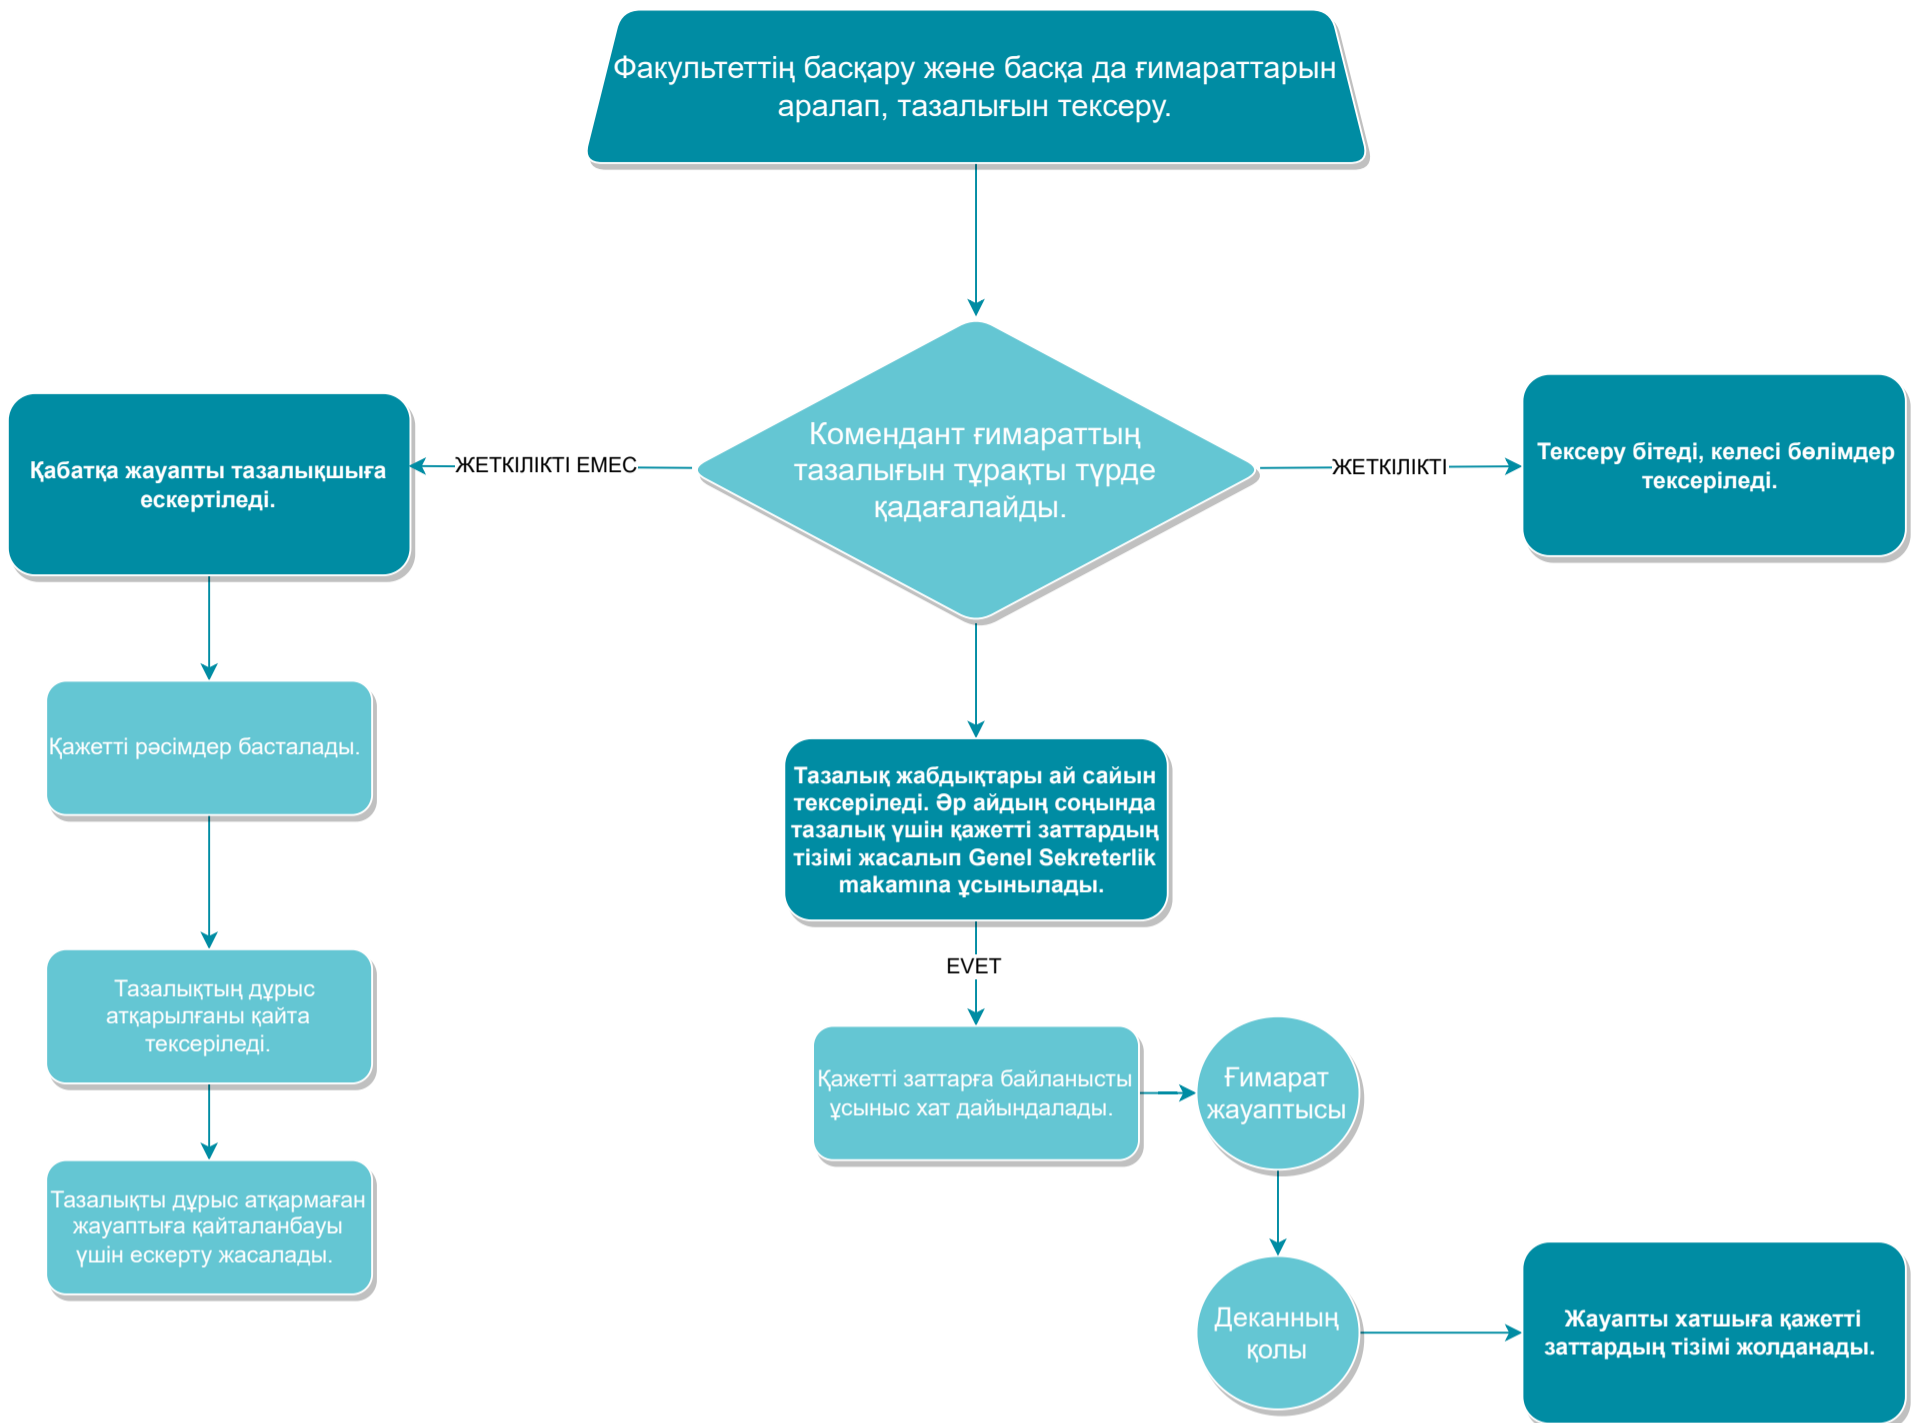 Факультеттің басқару және басқа да ғимараттарын
аралап, тазалығын тексеру.
Комендант ғимараттың
тазалығын тұрақты түрде
қадағалайды.
ЖЕТКІЛІКТІ ЕМЕС
ЖЕТКІЛІКТІ
Қабатқа жауапты тазалықшыға
ескертіледі.
Тексеру бітеді, келесі бөлімдер
тексеріледі.
Қажетті рәсімдер басталады.
Тазалықтың дұрыс
атқарылғаны қайта
тексеріледі.
Тазалықты дұрыс атқармаған
жауаптыға қайталанбауы
үшін ескерту жасалады.
Тазалық жабдықтары ай сайын
тексеріледі. Әр айдың соңында
тазалық үшін қажетті заттардың
тізімі жасалып Genel Sekreterlik
makamına ұсынылады.
EVET
Қажетті заттарға байланысты
ұсыныс хат дайындалады.
Ғимарат
жауаптысы
Деканның
қолы
Жауапты хатшыға қажетті
заттардың тізімі жолданады.